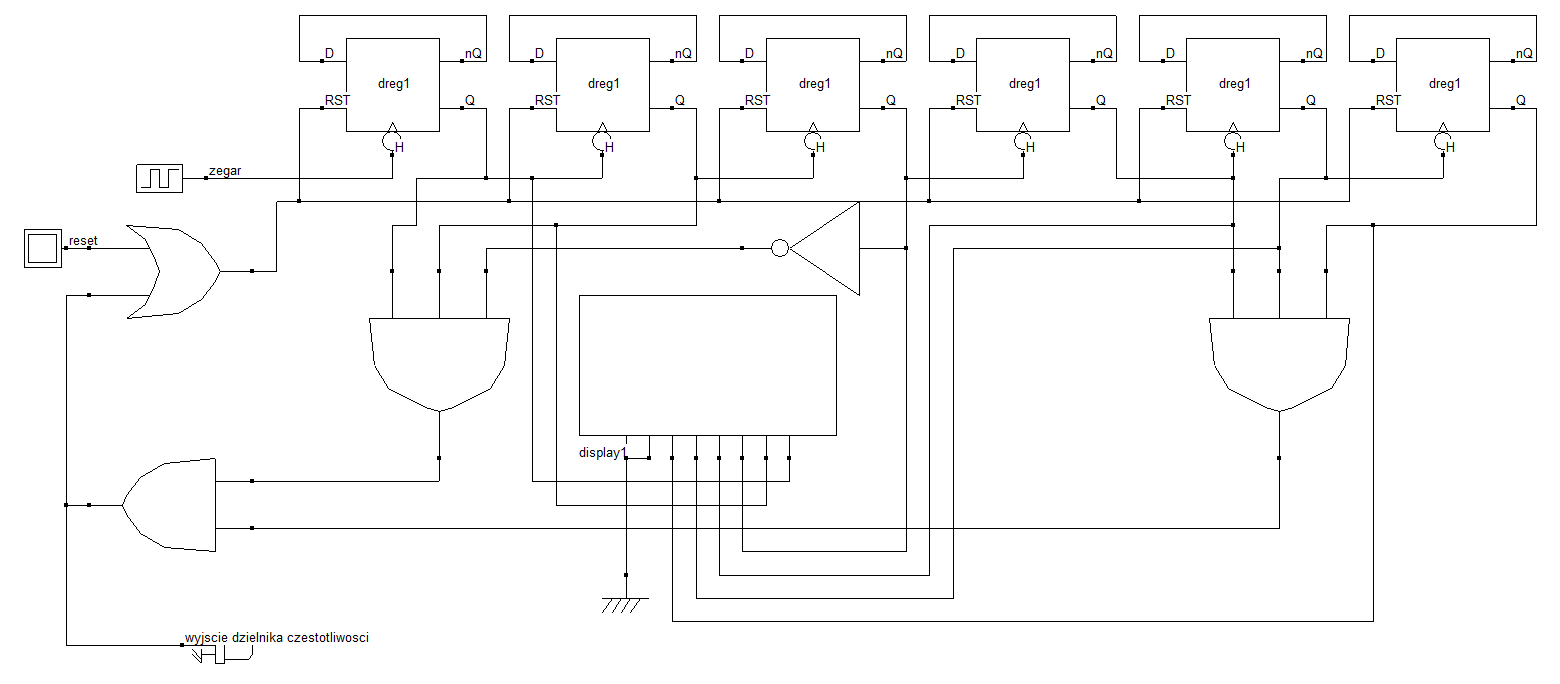 D nQ D nQ D nQ D nQ D nQ D nQ
dreg1 dreg1 dreg1 dreg1 dreg1 dreg1
RST Q RST Q RST Q RST Q RST Q RST Q
H H H H H H
zegar
reset
display1
wyjscie dzielnika czestotliwosci